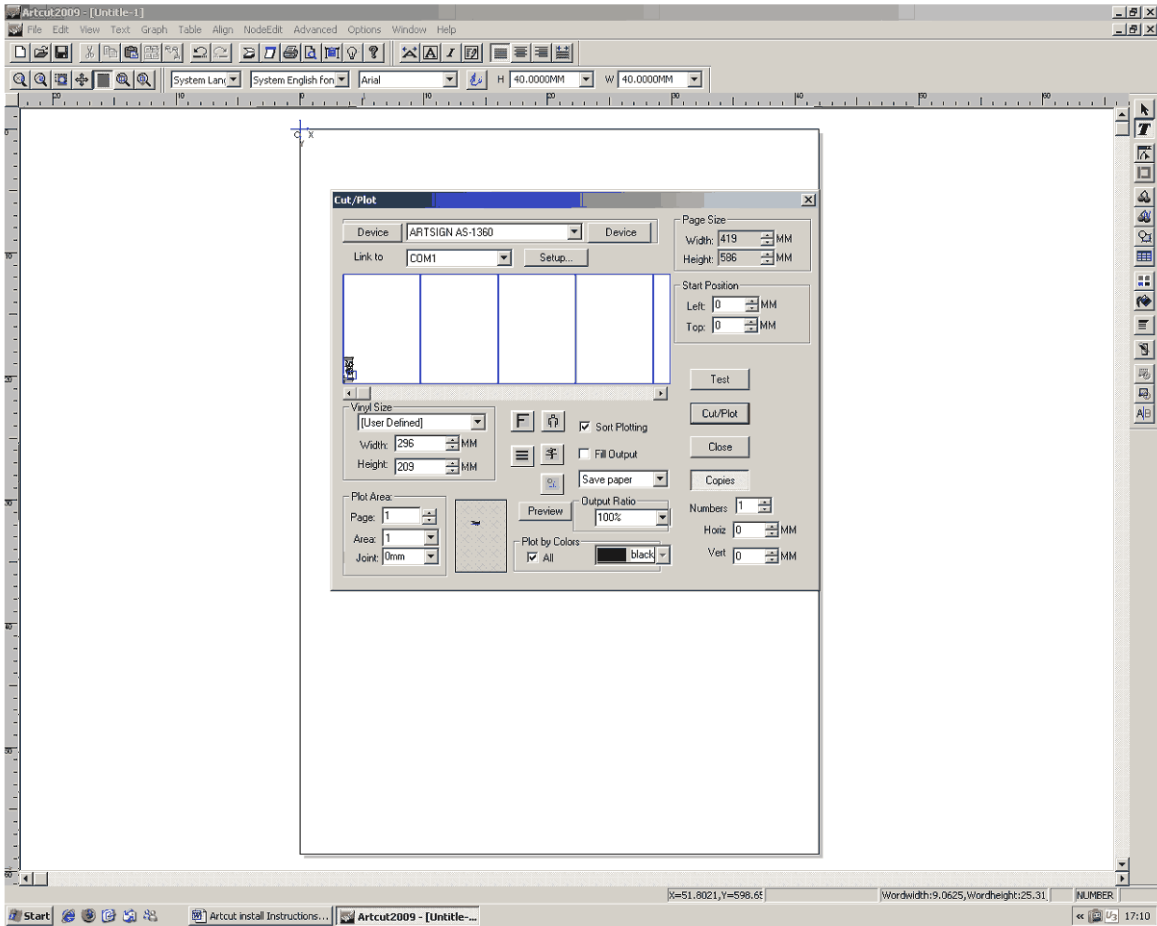 Artcut2009 - [Untitle-1]
File Edit View Text Graph Table Align NodeEdit Advanced Options Window Help
System Lang System English fon Arial H 40.0000MM W 40.0000MM
Cut/Plot
Device ARTSIGN AS-1360 Device
Link to COM1 Setup...
Page Size
Width: 419 MM
Height: 586 MM
Start Position
Left: 0 MM
Top: 0 MM
Test
Cut/Plot
Close
Copies
Numbers 1
Horiz 0 MM
Vert 0 MM
Vinyl Size
[User Defined]
Width: 296 MM
Height: 209 MM
Sort Plotting
Fill Output
Save paper
Plot Area:
Page: 1
Area: 1
Joint: 0mm
Preview
Output Ratio
100%
Plot by Colors
All black
X=51.8021,Y=598.65 Wordwidth:9.0625,Wordheight:25.31 NUMBER
Start Artcut install Instructions... Artcut2009 - [Untitle-... 17:10